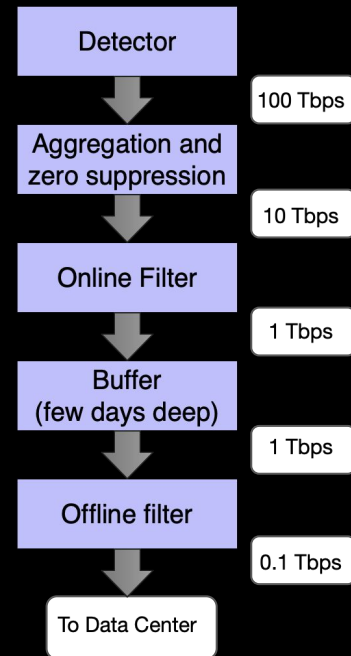 Detector
100 Tbps
Aggregation and
zero suppression
10 Tbps
Online Filter
1 Tbps
Buffer
(few days deep)
1 Tbps
Offline filter
0.1 Tbps
To Data Center